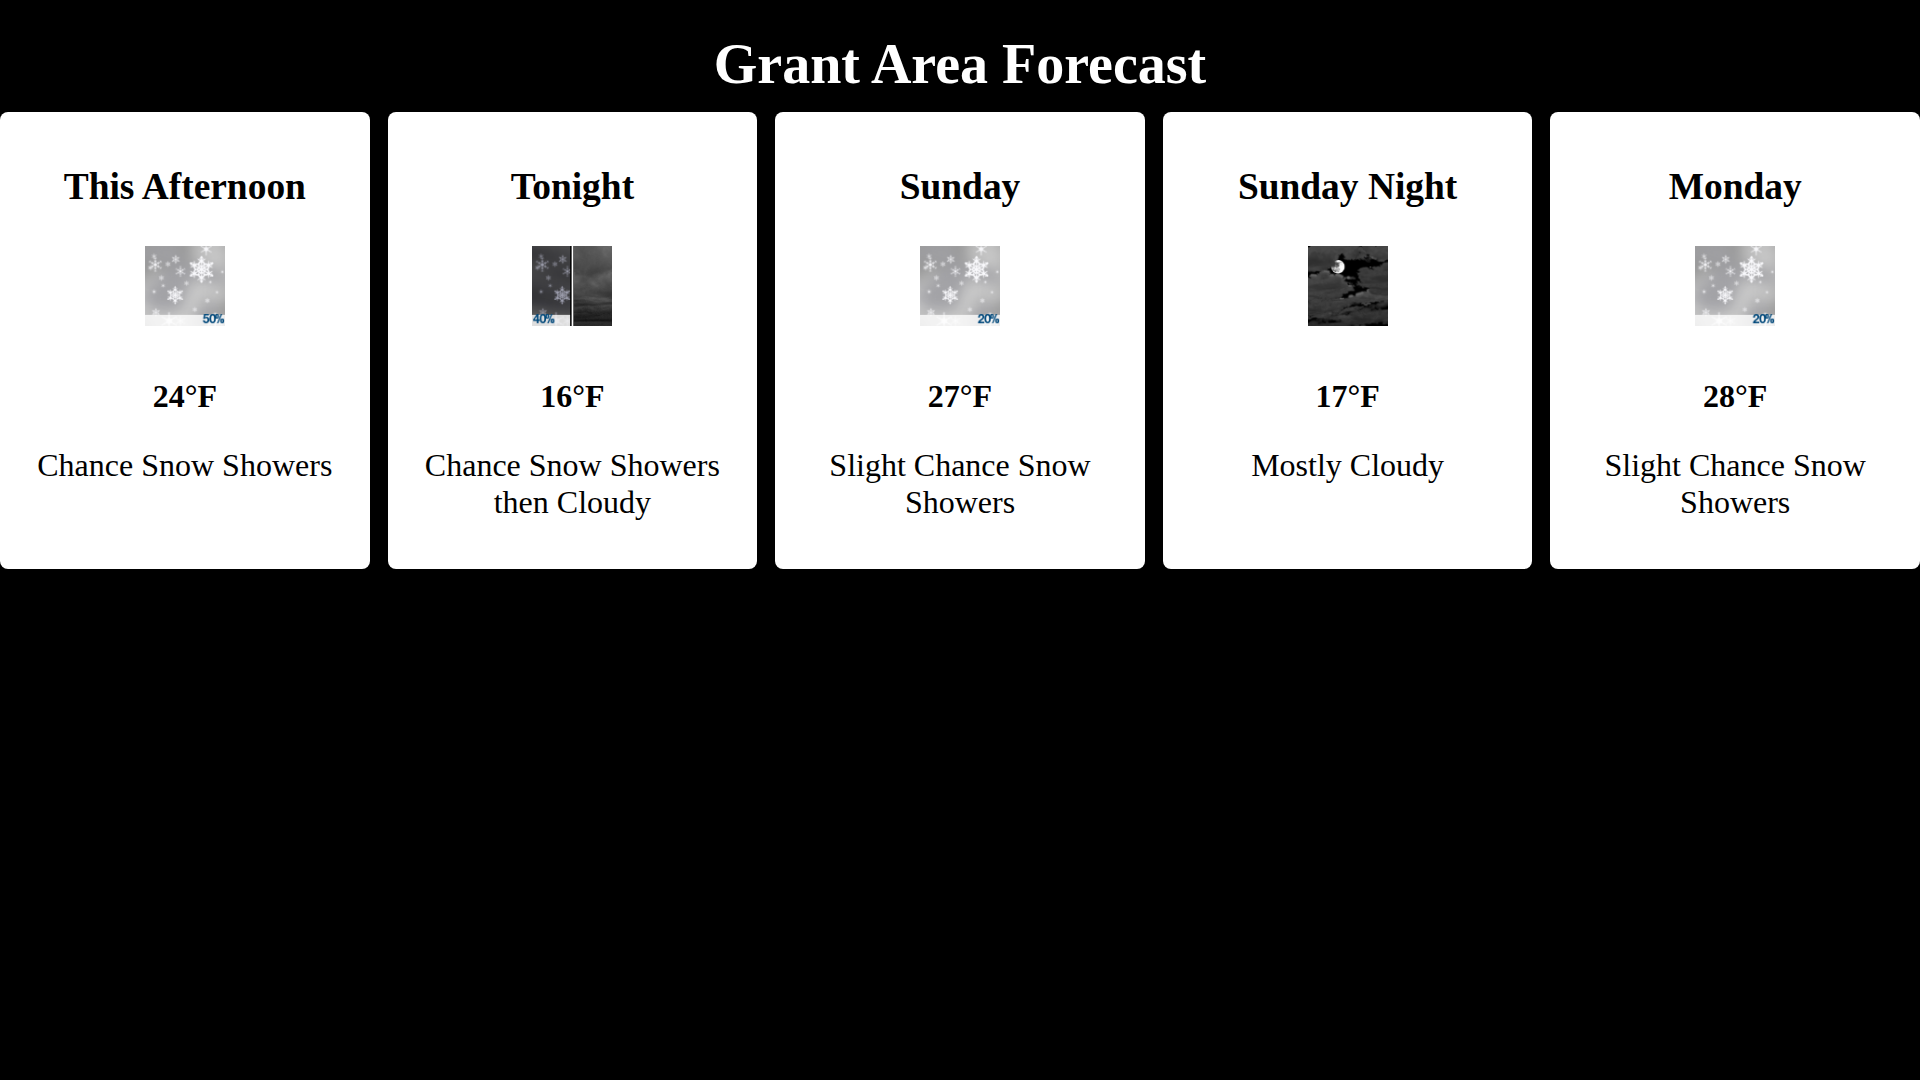 Grant Area Forecast
This Afternoon
50%
24°F
Chance Snow Showers
Tonight
40%
16°F
Chance Snow Showers
then Cloudy
Sunday
20%
27°F
Slight Chance Snow
Showers
Sunday Night
17°F
Mostly Cloudy
Monday
20%
28°F
Slight Chance Snow
Showers